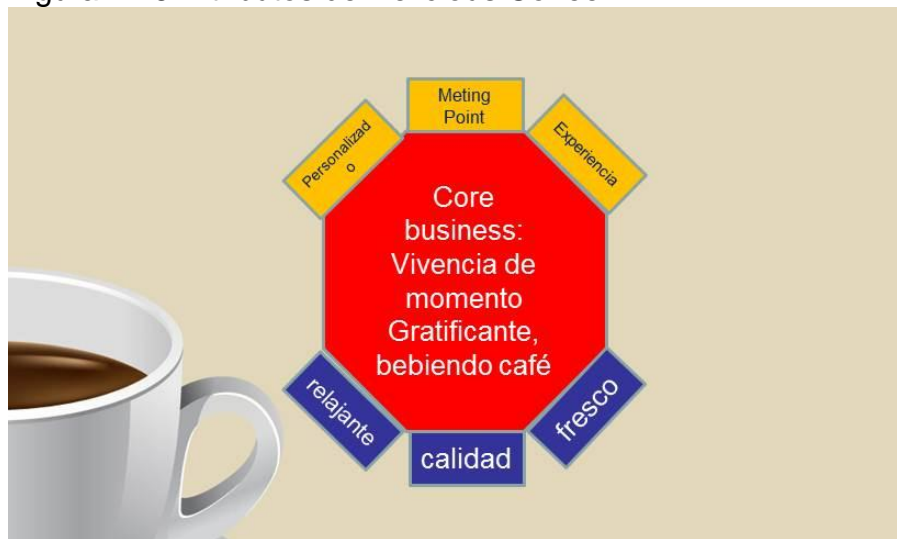 Meting
Point
Personalizad
o
Experiencia
Core
business:
Vivencia de
momento
Gratificante,
bebiendo café
relajante
calidad
fresco